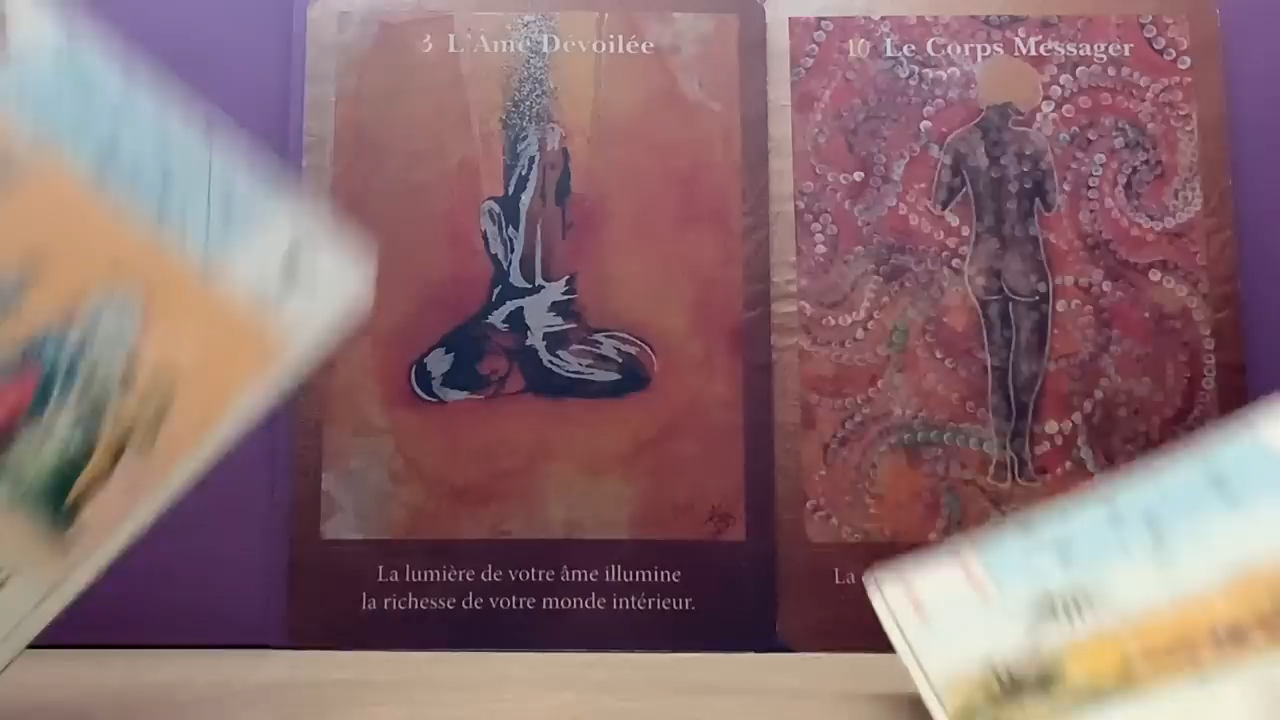 3 L'Âme Dévoilée
10 Le Corps Messager
La lumière de votre âme illumine
la richesse de votre monde intérieur.
La